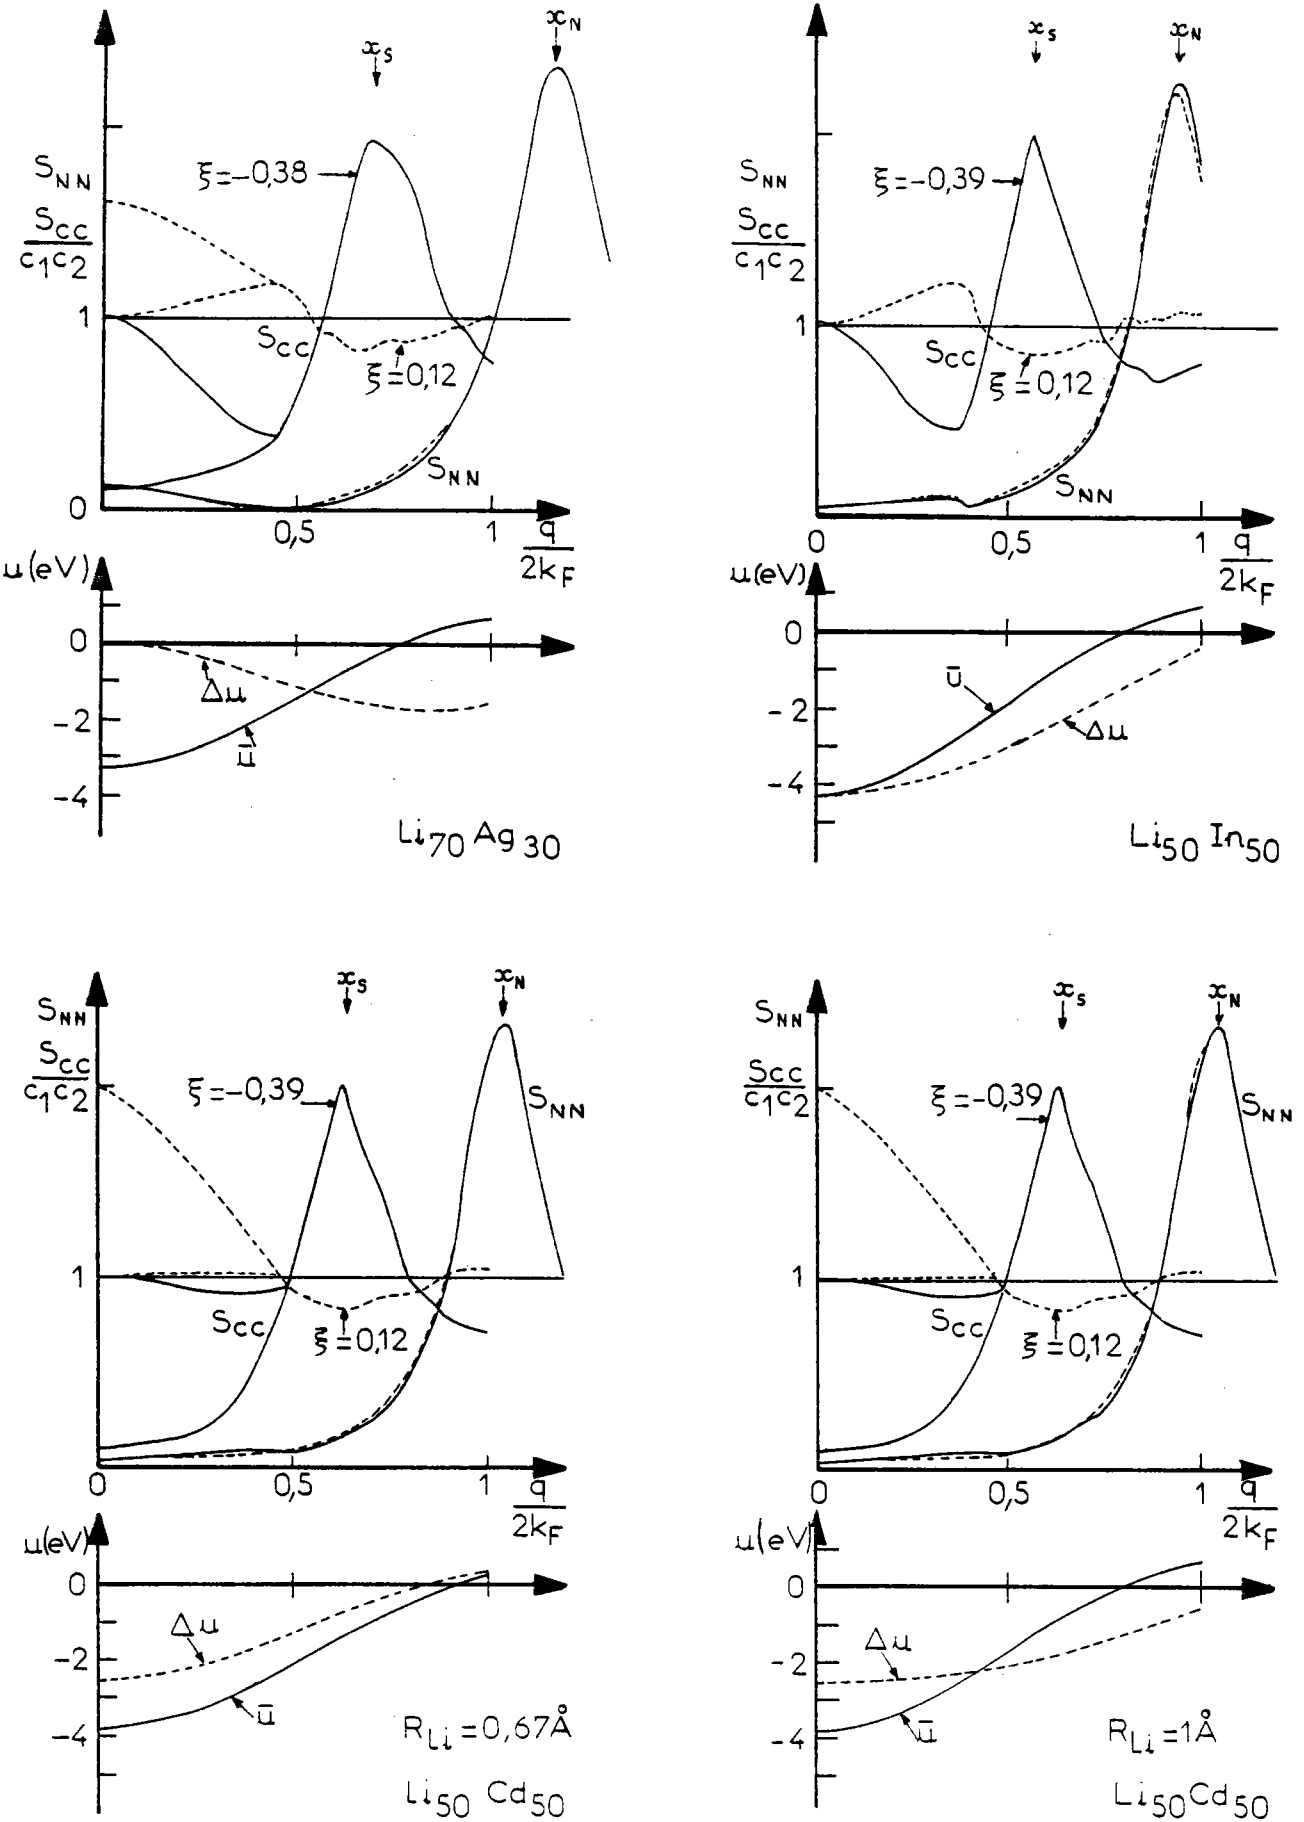 x_S
x_N
S_NN
S_CC
c_1c_2
ξ=-0,38
1
S_CC
ξ=0,12
S_NN
0
0,5
1
q
2k_F
u(eV)
0
Δu
-2
ū
-4
Li_70 Ag_30
x_S
x_N
S_NN
S_CC
c_1c_2
ξ=-0,39
1
S_CC
ξ=0,12
S_NN
0
0,5
1
q
2k_F
u(eV)
0
ū
-2
Δu
-4
Li_50 In_50
x_S
x_N
S_NN
S_CC
c_1c_2
ξ=-0,39
S_NN
1
S_CC
ξ=0,12
0
0,5
1
q
2k_F
u(eV)
0
Δu
-2
ū
-4
R_Li=0,67Å
Li_50 Cd_50
x_S
x_N
S_NN
S_CC
c_1c_2
ξ=-0,39
S_NN
1
S_CC
ξ=0,12
0
0,5
1
q
2k_F
u(eV)
0
Δu
-2
ū
-4
R_Li=1Å
Li_50Cd_50